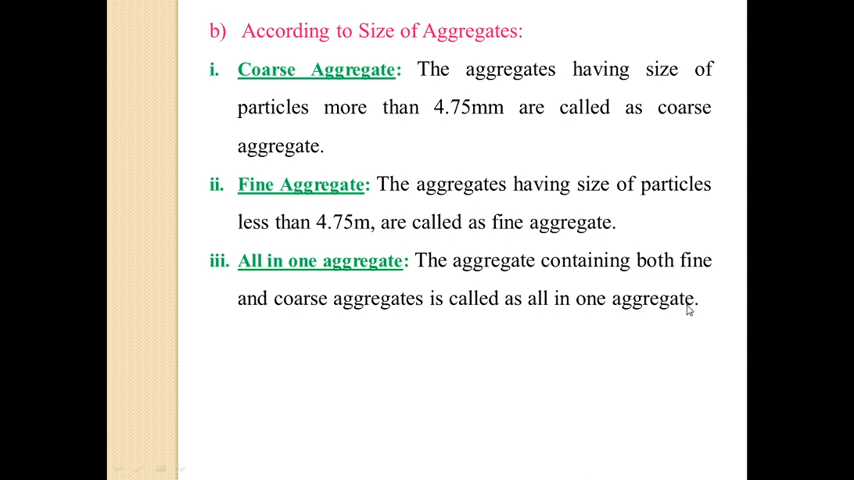 b) According to Size of Aggregates:
i. Coarse Aggregate: The aggregates having size of
particles more than 4.75mm are called as coarse
aggregate.
ii. Fine Aggregate: The aggregates having size of particles
less than 4.75m, are called as fine aggregate.
iii. All in one aggregate: The aggregate containing both fine
and coarse aggregates is called as all in one aggregate.